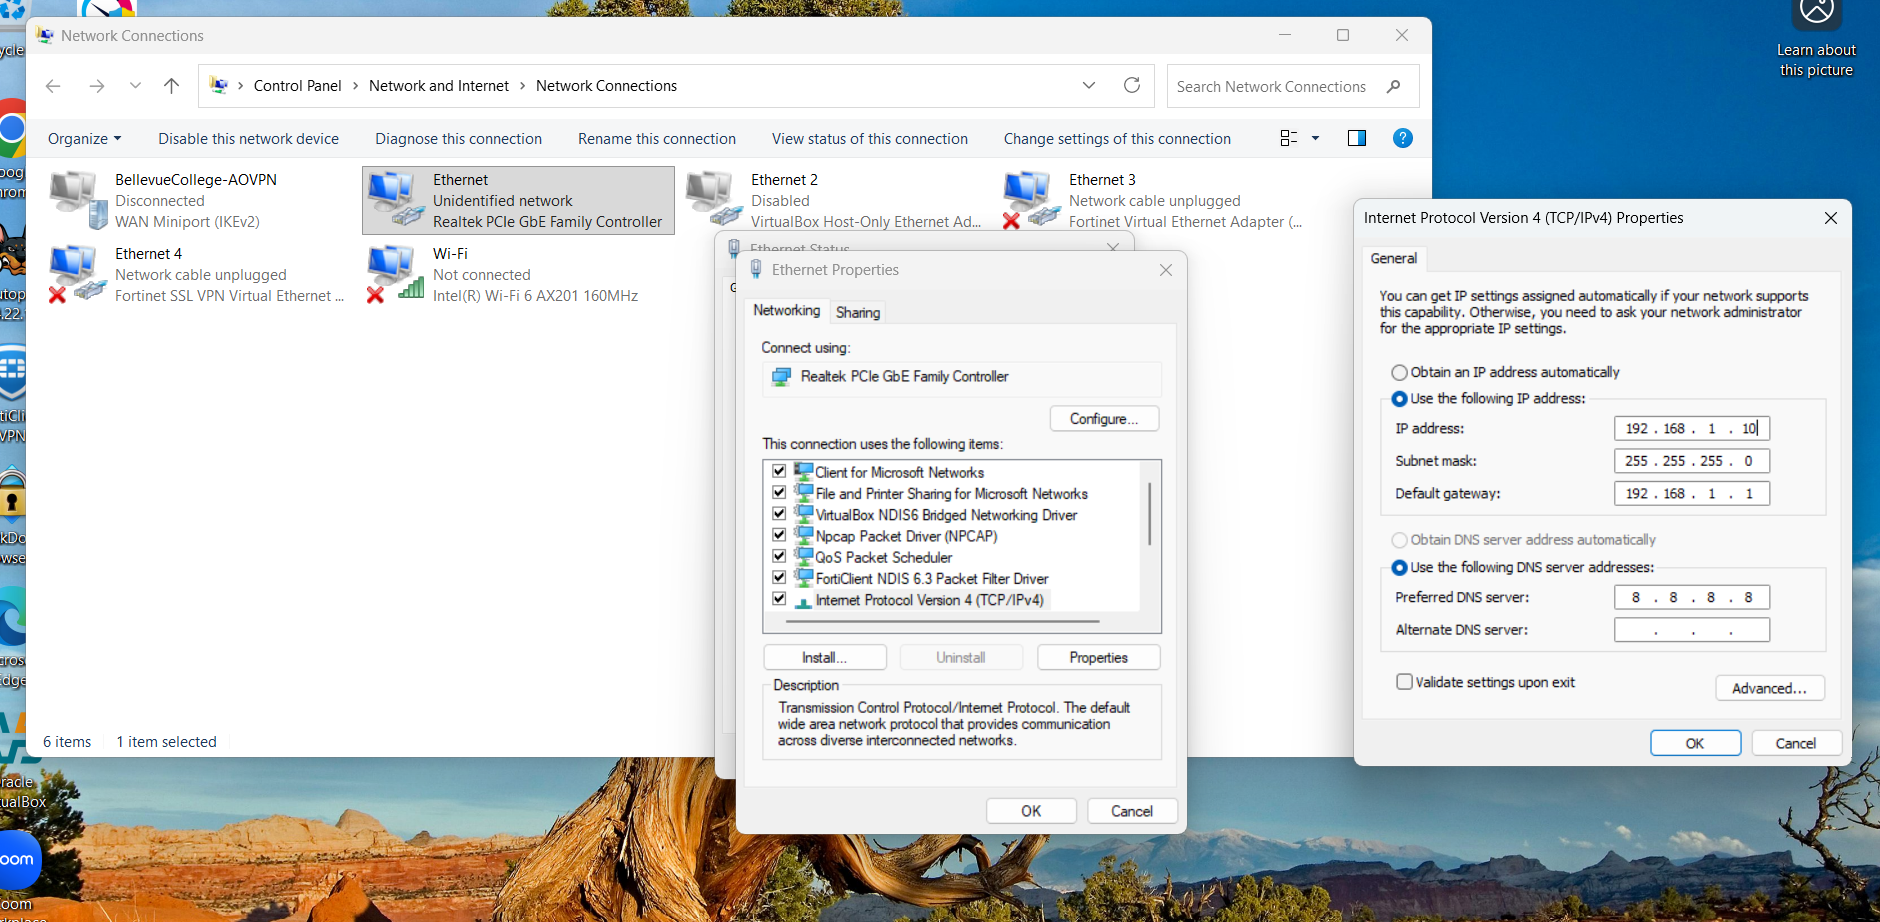 Network Connections
Control Panel > Network and Internet > Network Connections
Search Network Connections
Organize
Disable this network device
Diagnose this connection
Rename this connection
View status of this connection
Change settings of this connection
BellevueCollege-AOVPN
Disconnected
WAN Miniport (IKEv2)
Ethernet
Unidentified network
Realtek PCIe GbE Family Controller
Ethernet 2
Disabled
VirtualBox Host-Only Ethernet Ad...
Ethernet 3
Network cable unplugged
Fortinet Virtual Ethernet Adapter (...
Ethernet 4
Network cable unplugged
Fortinet SSL VPN Virtual Ethernet ...
Wi-Fi
Not connected
Intel(R) Wi-Fi 6 AX201 160MHz
6 items
1 item selected
Ethernet Status
Ethernet Properties
Networking
Sharing
Connect using:
Realtek PCIe GbE Family Controller
Configure...
This connection uses the following items:
Client for Microsoft Networks
File and Printer Sharing for Microsoft Networks
VirtualBox NDIS6 Bridged Networking Driver
Npcap Packet Driver (NPCAP)
QoS Packet Scheduler
FortiClient NDIS 6.3 Packet Filter Driver
Internet Protocol Version 4 (TCP/IPv4)
Install...
Uninstall
Properties
Description
Transmission Control Protocol/Internet Protocol. The default
wide area network protocol that provides communication
across diverse interconnected networks.
OK
Cancel
Internet Protocol Version 4 (TCP/IPv4) Properties
General
You can get IP settings assigned automatically if your network supports
this capability. Otherwise, you need to ask your network administrator
for the appropriate IP settings.
Obtain an IP address automatically
Use the following IP address:
IP address: 192 . 168 . 1 . 10
Subnet mask: 255 . 255 . 255 . 0
Default gateway: 192 . 168 . 1 . 1
Obtain DNS server address automatically
Use the following DNS server addresses:
Preferred DNS server: 8 . 8 . 8 . 8
Alternate DNS server: . . .
Validate settings upon exit
Advanced...
OK
Cancel
Learn about
this picture
VPN
oom